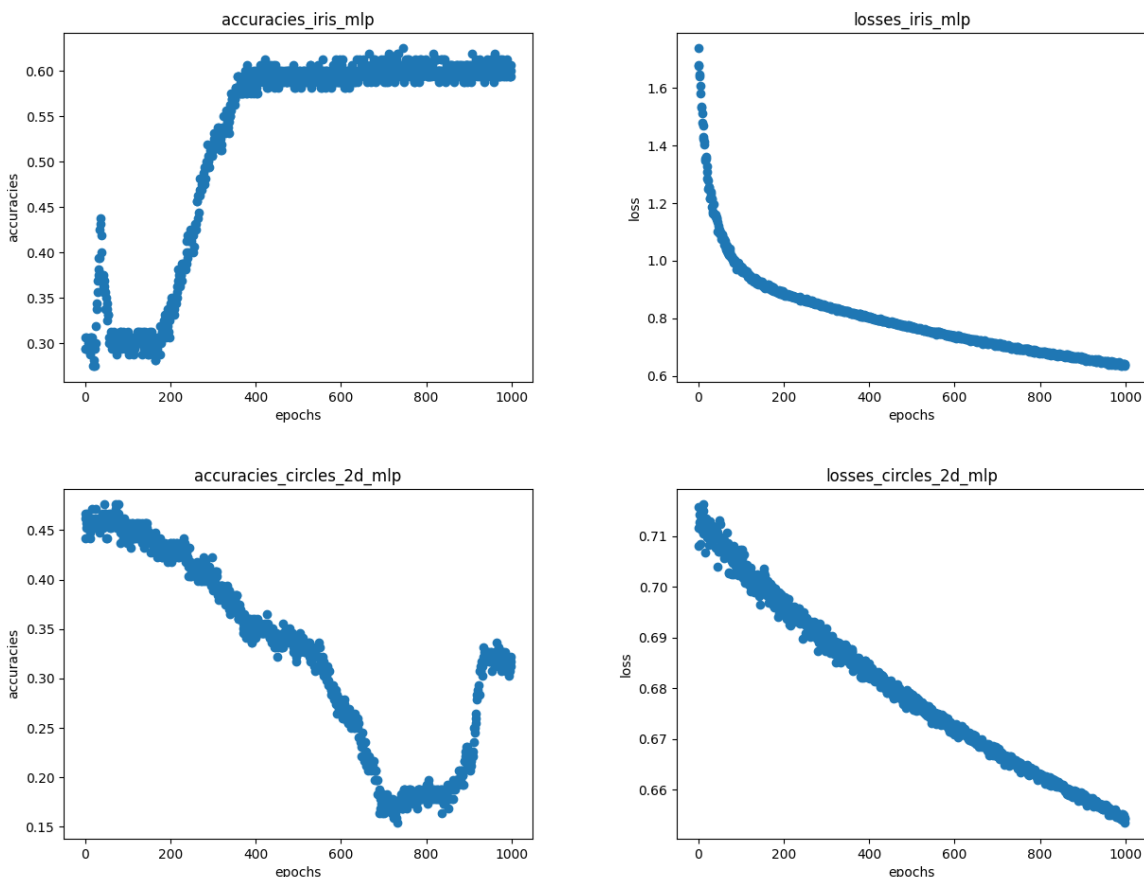 accuracies_iris_mlp
accuracies
0.60
0.55
0.50
0.45
0.40
0.35
0.30
0 200 400 600 800 1000
epochs
losses_iris_mlp
loss
1.6
1.4
1.2
1.0
0.8
0.6
0 200 400 600 800 1000
epochs
accuracies_circles_2d_mlp
accuracies
0.45
0.40
0.35
0.30
0.25
0.20
0.15
0 200 400 600 800 1000
epochs
losses_circles_2d_mlp
loss
0.71
0.70
0.69
0.68
0.67
0.66
0 200 400 600 800 1000
epochs